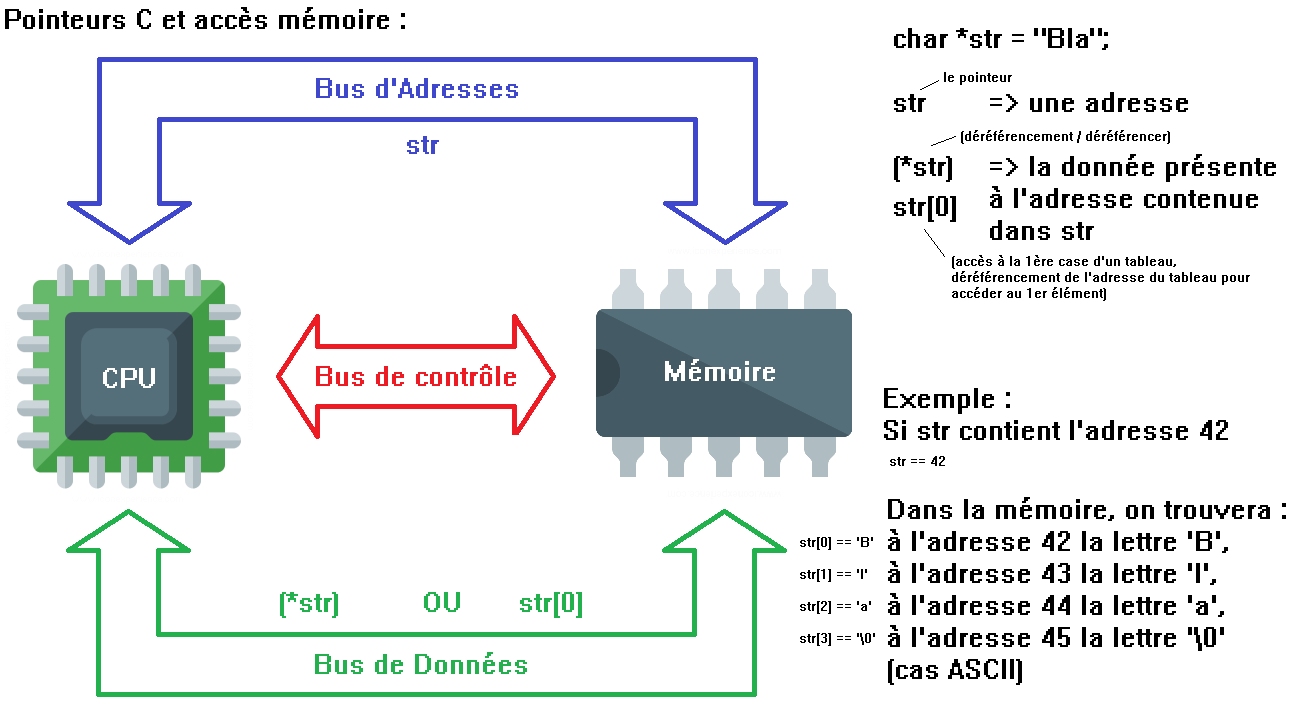 Pointeurs C et accès mémoire :
Bus d'Adresses
str
CPU
Bus de contrôle
Mémoire
(*str) OU str[0]
Bus de Données
char *str = "Bla";
le pointeur
str => une adresse
(déréférencement / déréférencer)
(*str) => la donnée présente
str[0] à l'adresse contenue
dans str
(accès à la 1ère case d'un tableau,
déréférencement de l'adresse du tableau pour
accéder au 1er élément)
Exemple :
Si str contient l'adresse 42
str == 42
Dans la mémoire, on trouvera :
str[0] == 'B' à l'adresse 42 la lettre 'B',
str[1] == 'l' à l'adresse 43 la lettre 'l',
str[2] == 'a' à l'adresse 44 la lettre 'a',
str[3] == '\0' à l'adresse 45 la lettre '\0'
(cas ASCII)